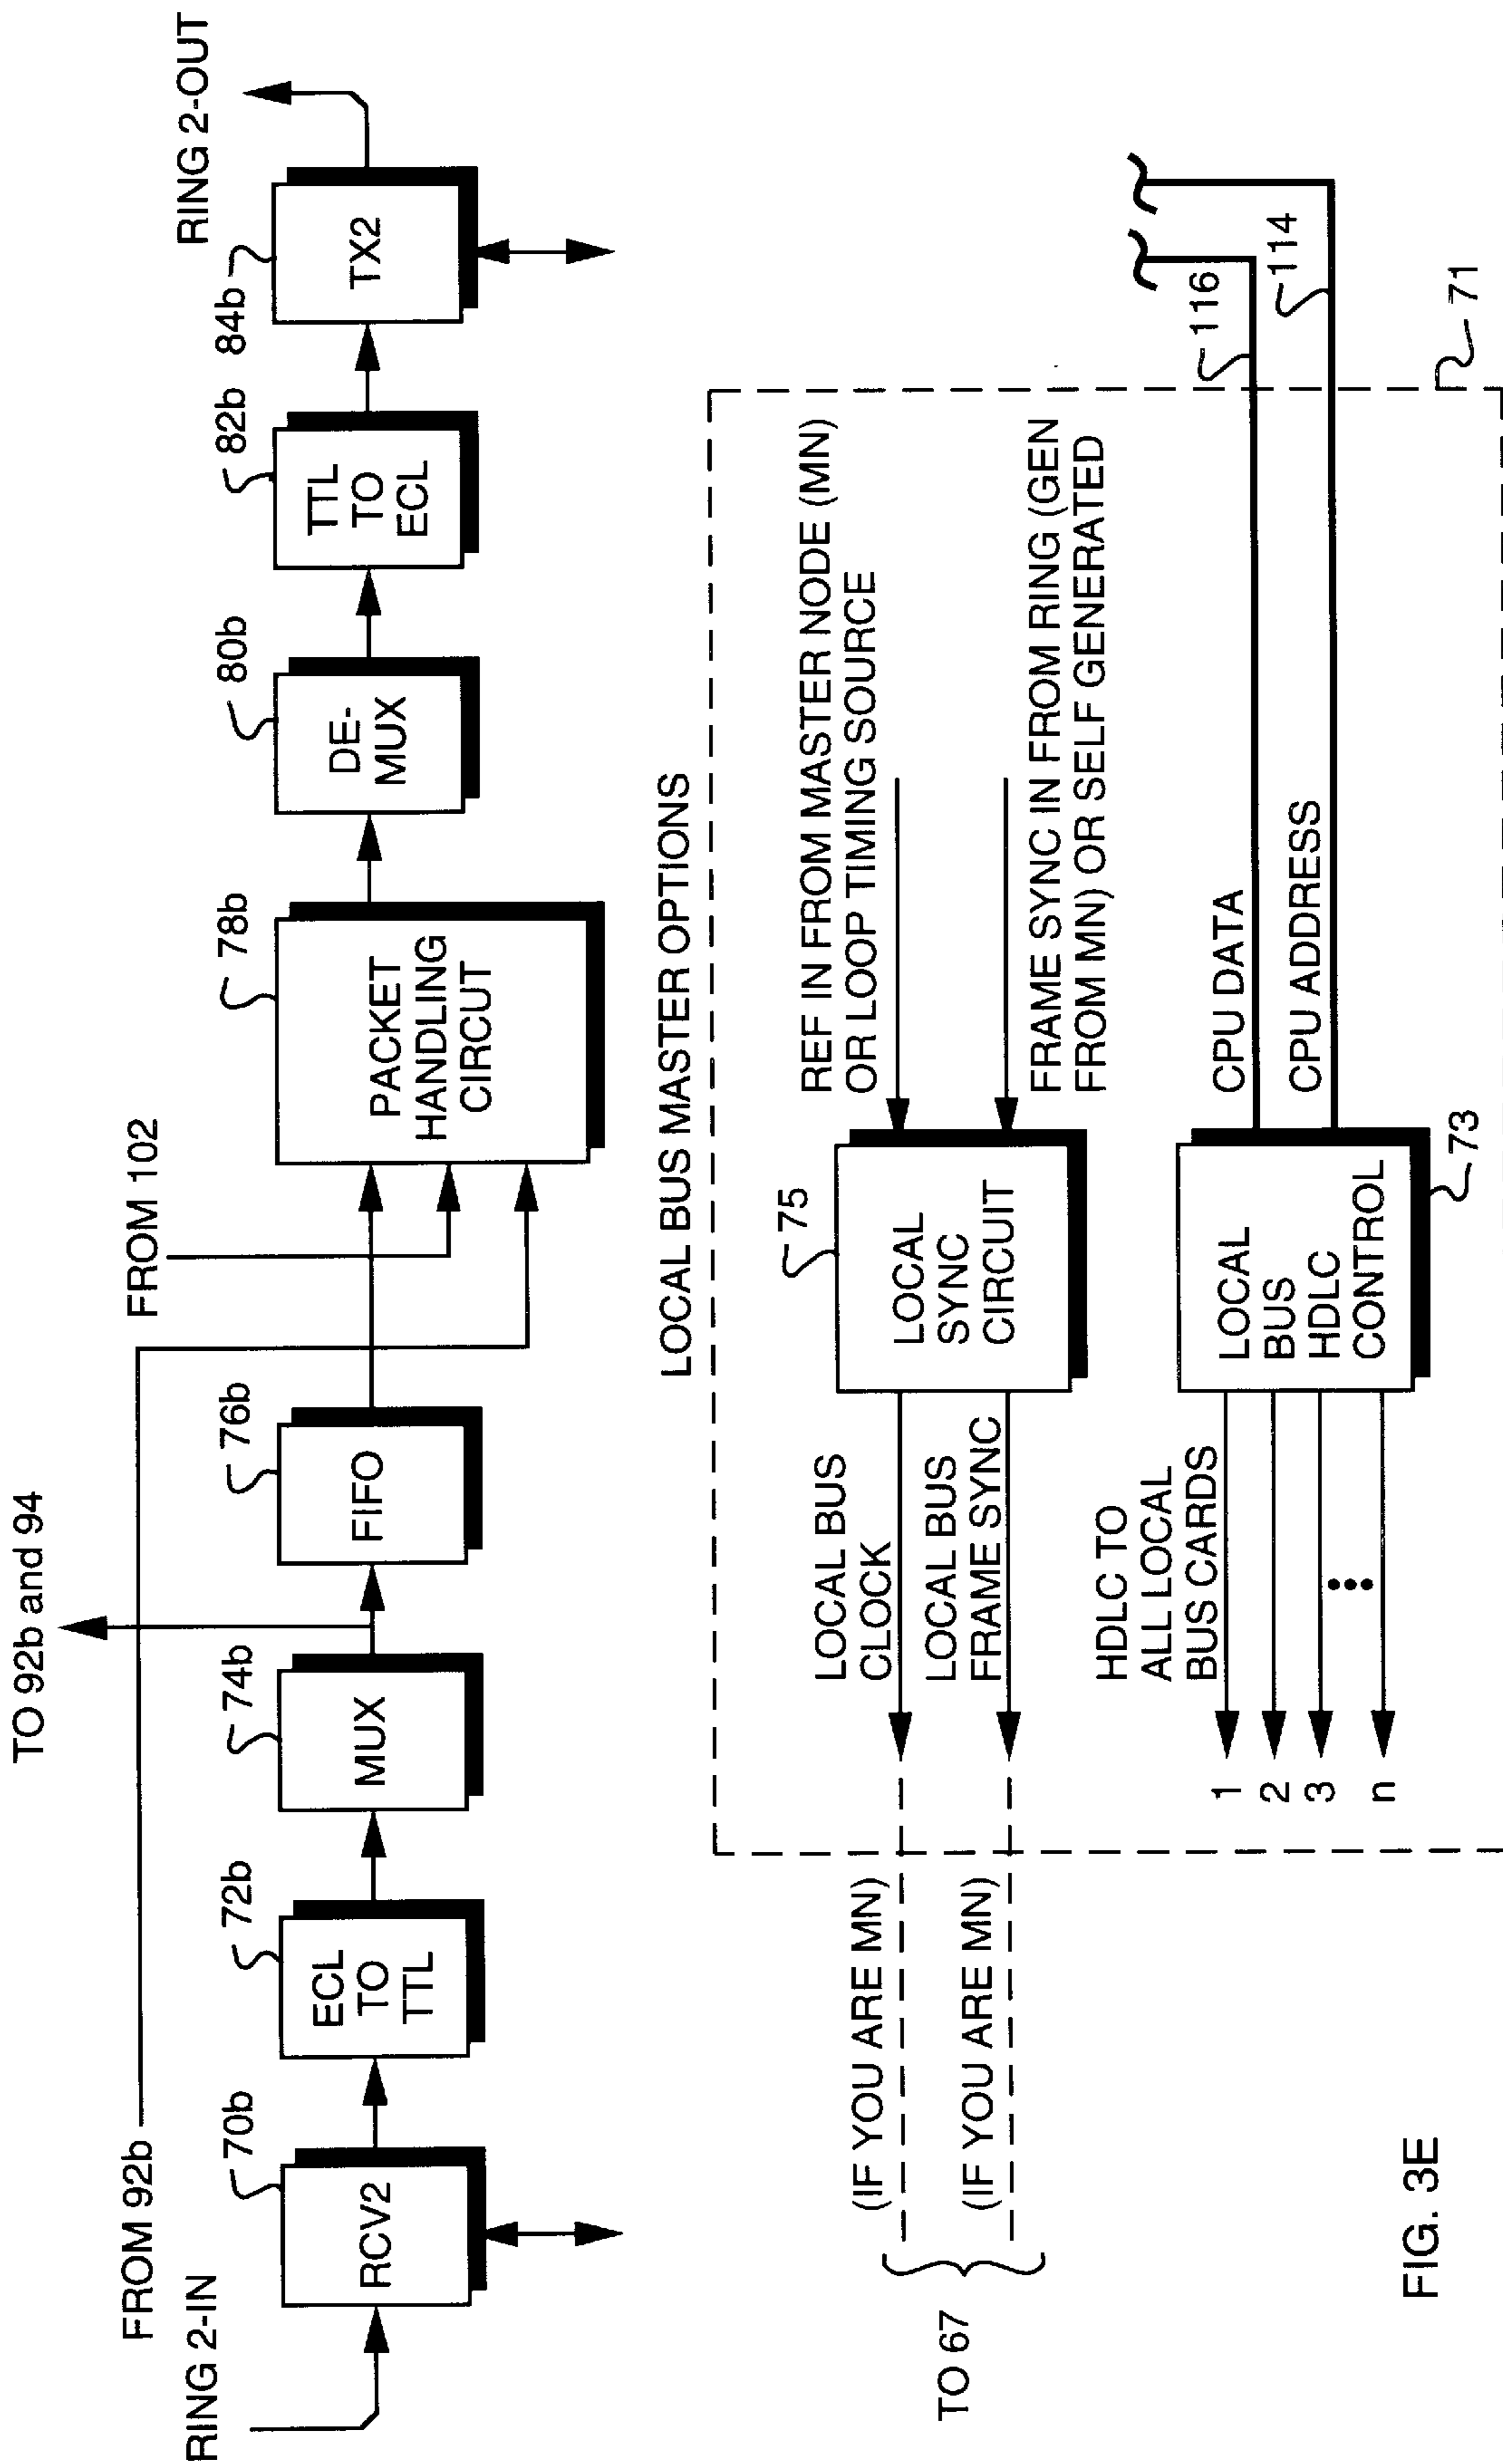 TO 92b and 94
FROM 92b
FROM 102
RING 2-IN
RING 2-OUT
70b
72b
74b
76b
78b
80b
82b
84b
RCV2
ECL
TO
TTL
MUX
FIFO
PACKET
HANDLING
CIRCUT
DE-
MUX
TTL
TO
ECL
TX2
LOCAL BUS MASTER OPTIONS
TO 67
(IF YOU ARE MN)
(IF YOU ARE MN)
LOCAL BUS
CLOCK
LOCAL BUS
FRAME SYNC
75
LOCAL
SYNC
CIRCUIT
REF IN FROM MASTER NODE (MN)
OR LOOP TIMING SOURCE
FRAME SYNC IN FROM RING (GEN
FROM MN) OR SELF GENERATED
HDLC TO
ALL LOCAL
BUS CARDS
1
2
3
n
LOCAL
BUS
HDLC
CONTROL
73
CPU DATA
CPU ADDRESS
116
114
71
FIG. 3E